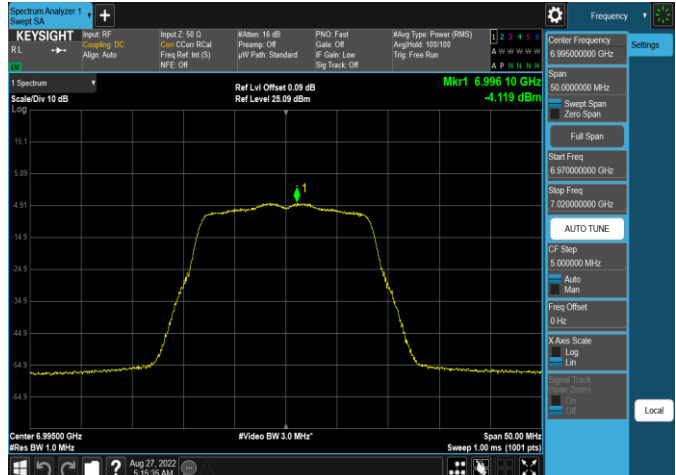 Spectrum Analyzer 1
Swept SA
Frequency
KEYSIGHT
RL
Input: RF
Coupling: DC
Align: Auto
Input Z: 50 Ω
Corr CCorr RCal
Freq Ref: Int (S)
NFE: Off
#Atten: 16 dB
Preamp: Off
µW Path: Standard
PNO: Fast
Gate: Off
IF Gain: Low
Sig Track: Off
#Avg Type: Power (RMS)
Avg|Hold: 100/100
Trig: Free Run
1 2 3 4 5 6
A W W W W W
A P N N N N
1 Spectrum
Scale/Div 10 dB
Ref Lvl Offset 0.09 dB
Ref Level 25.09 dBm
Mkr1 6.996 10 GHz
-4.119 dBm
Log
15.1
5.09
-4.91
-14.9
-24.9
-34.9
-44.9
-54.9
-64.9
1
Center 6.99500 GHz
#Res BW 1.0 MHz
#Video BW 3.0 MHz*
Span 50.00 MHz
Sweep 1.00 ms (1001 pts)
Aug 27, 2022
5:15:35 AM
Center Frequency
6.995000000 GHz
Settings
Span
50.0000000 MHz
Swept Span
Zero Span
Full Span
Start Freq
6.970000000 GHz
Stop Freq
7.020000000 GHz
AUTO TUNE
CF Step
5.000000 MHz
Auto
Man
Freq Offset
0 Hz
X Axis Scale
Log
Lin
Signal Track
(Span Zoom)
On
Off
Local